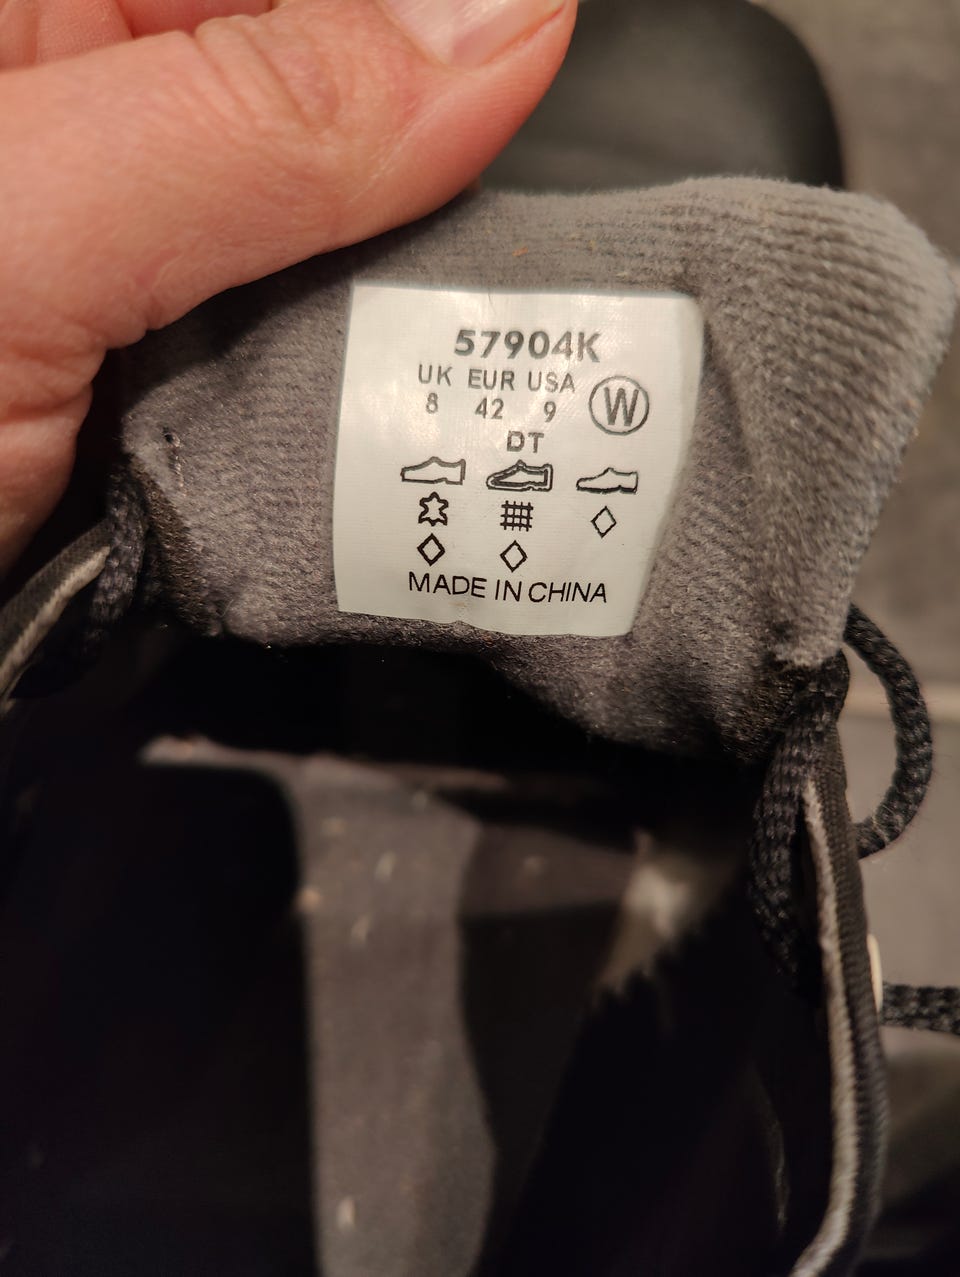 57904K
UK EUR USA
8 42 9
W
DT
MADE IN CHINA